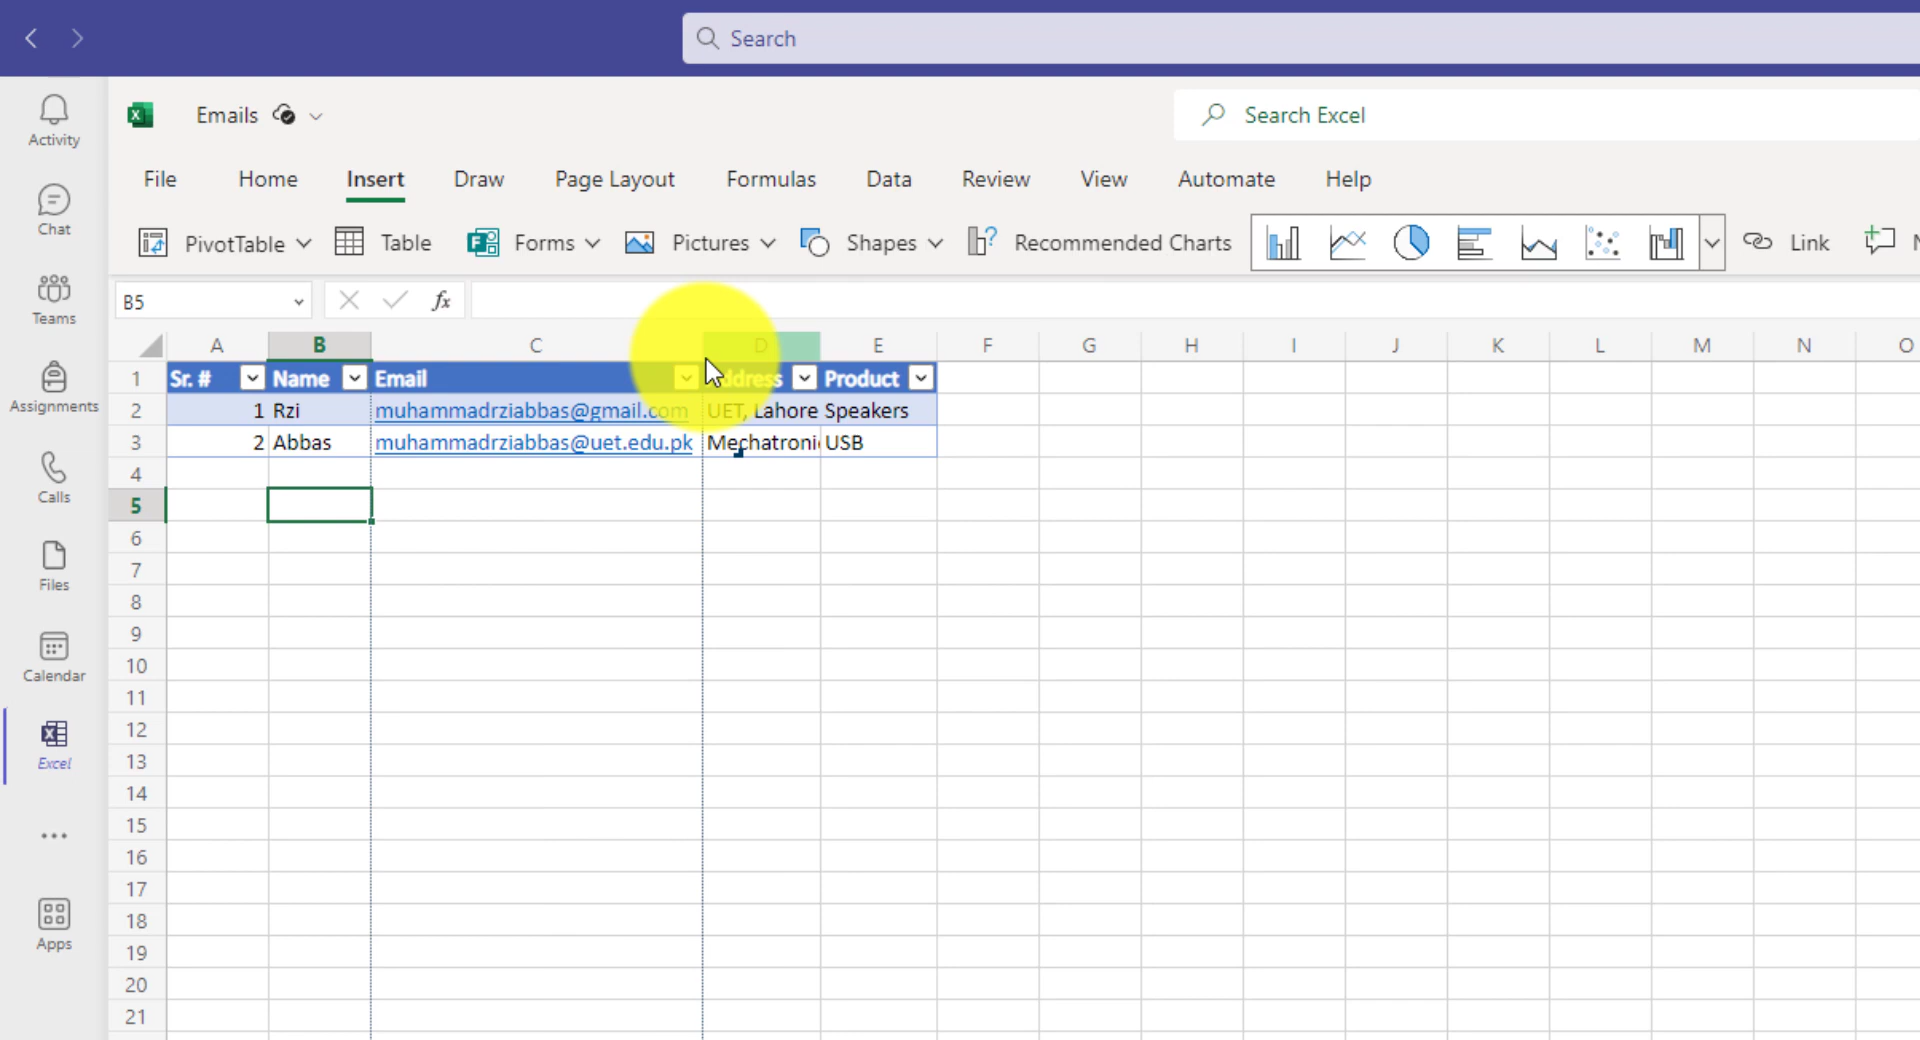 Search
Activity
Chat
Teams
Assignments
Calls
Files
Calendar
Excel
Apps
Emails
Search Excel
File Home Insert Draw Page Layout Formulas Data Review View Automate Help
PivotTable Table Forms Pictures Shapes Recommended Charts Link
B5 fx
A B C D E F G H I J K L M N O
1 Sr. # Name Email Address Product
2 1 Rzi muhammadrziabbas@gmail.com UET, Lahore Speakers
3 2 Abbas muhammadrziabbas@uet.edu.pk Mechatroni USB
4
5
6
7
8
9
10
11
12
13
14
15
16
17
18
19
20
21